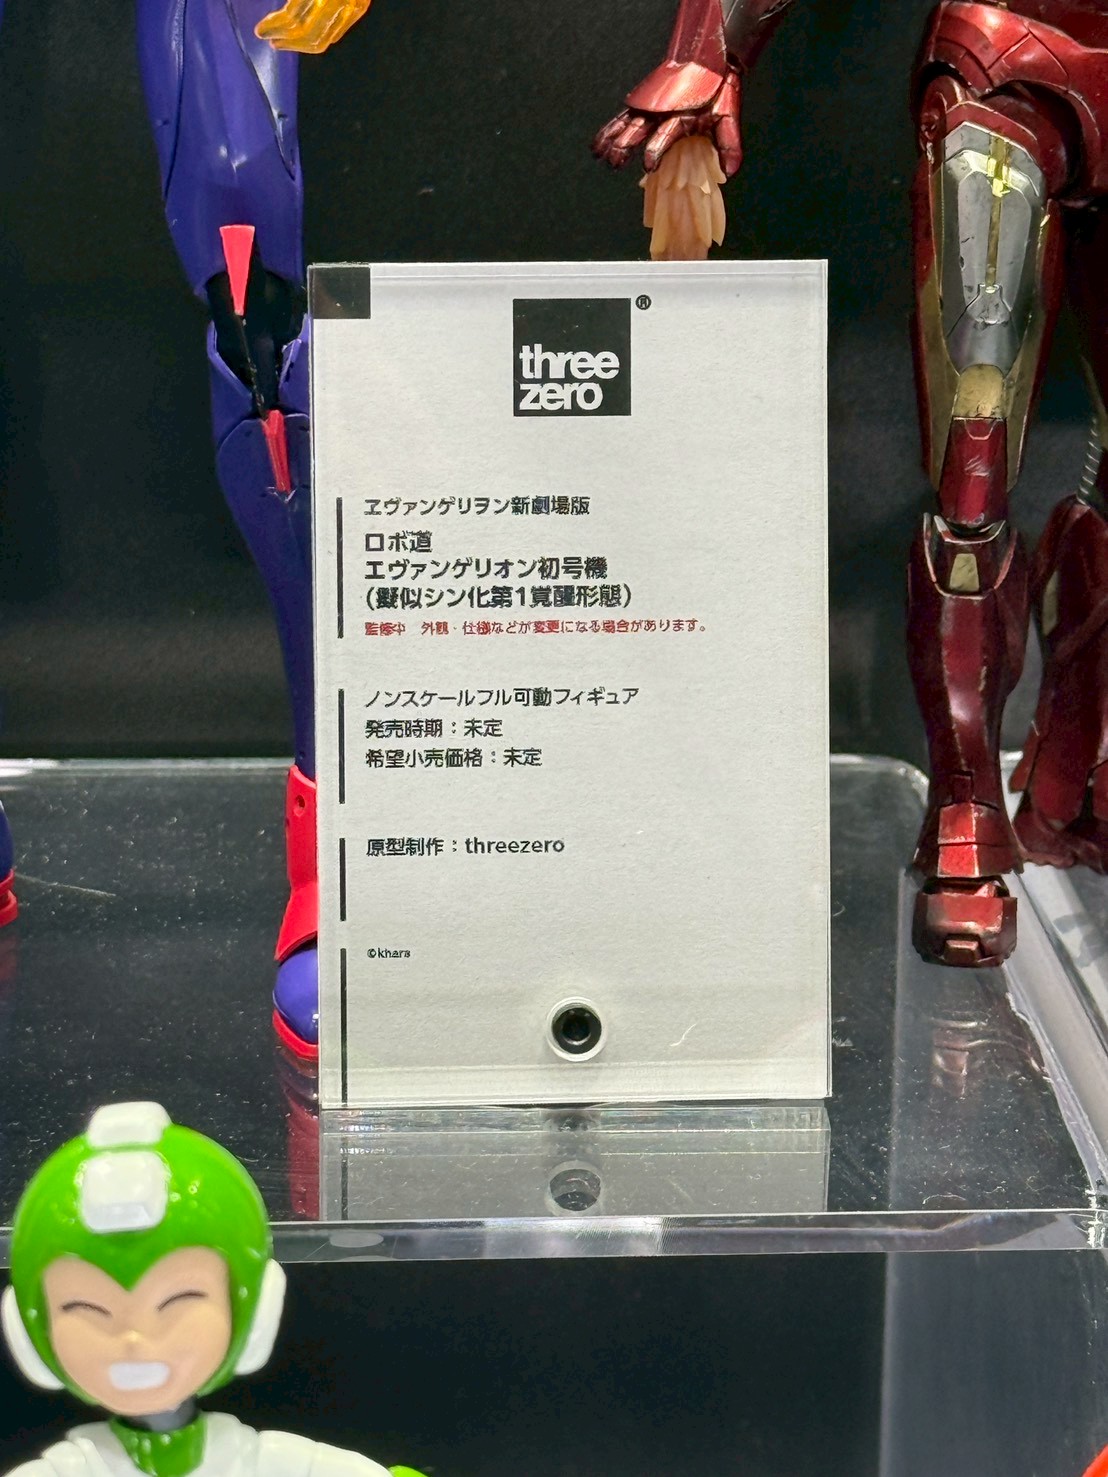 three
zero
®
ヱヴァンゲリヲン新劇場版
ロボ道
エヴァンゲリオン初号機
(擬似シン化第1覚醒形態)
監修中 外観・仕様などが変更になる場合があります。
ノンスケールフル可動フィギュア
発売時期：未定
希望小売価格：未定
原型制作：threezero
©khara